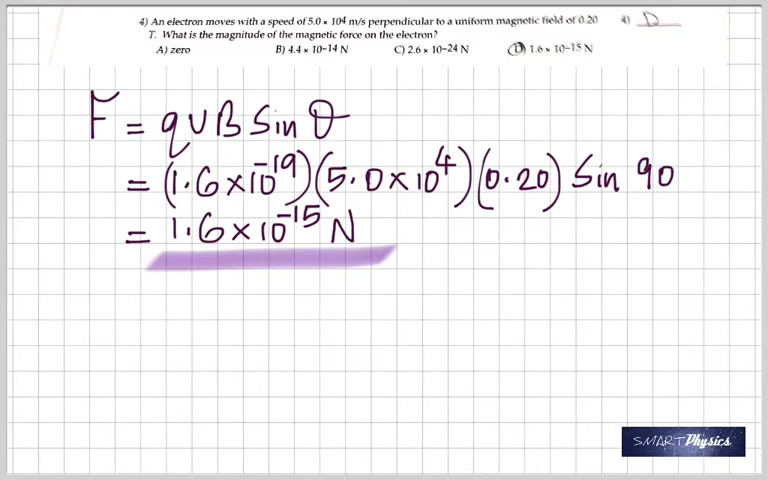 4) An electron moves with a speed of 5.0 × 10⁴ m/s perpendicular to a uniform magnetic field of 0.20 4) D
T. What is the magnitude of the magnetic force on the electron?
A) zero B) 4.4 × 10−14 N C) 2.6 × 10−24 N D) 1.6 × 10−15 N
F = qυB Sin θ
= (1.6×10⁻¹⁹)(5.0×10⁴)(0.20) Sin 90
= 1.6×10⁻¹⁵ N
SMART Physics